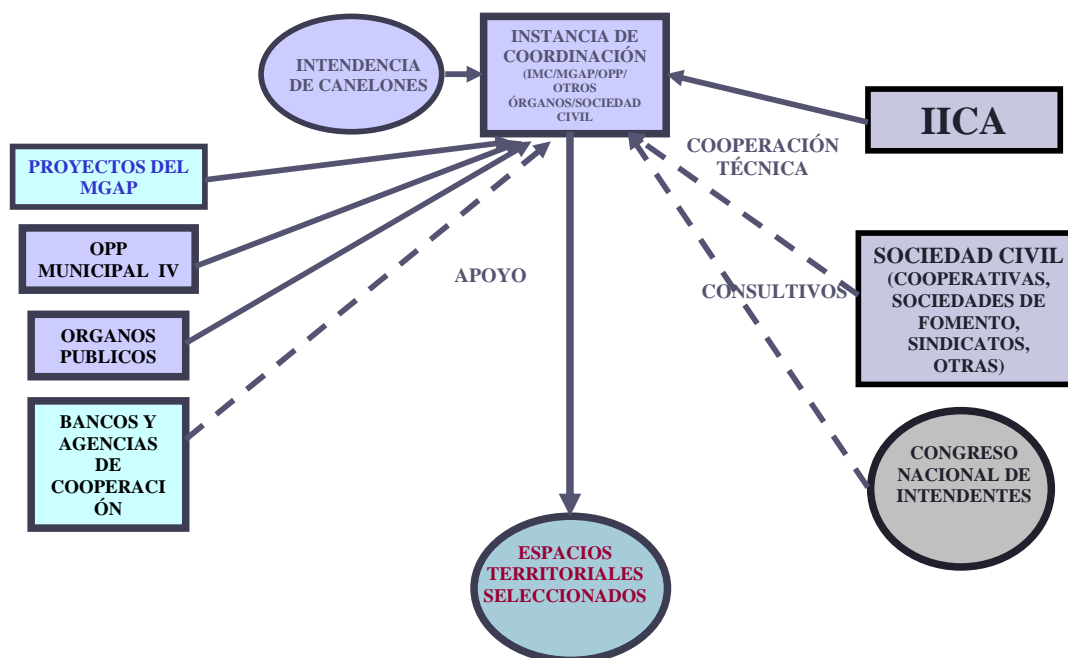 INTENDENCIA
DE CANELONES
INSTANCIA DE
COORDINACIÓN
(IMC/MGAP/OPP/
OTROS
ÓRGANOS/SOCIEDAD
CIVIL
IICA
COOPERACIÓN
TÉCNICA
PROYECTOS DEL
MGAP
OPP
MUNICIPAL IV
APOYO
CONSULTIVOS
SOCIEDAD CIVIL
(COOPERATIVAS,
SOCIEDADES DE
FOMENTO,
SINDICATOS,
OTRAS)
ORGANOS
PUBLICOS
BANCOS Y
AGENCIAS
DE
COOPERACI
ÓN
CONGRESO
NACIONAL DE
INTENDENTES
ESPACIOS
TERRITORIALES
SELECCIONADOS